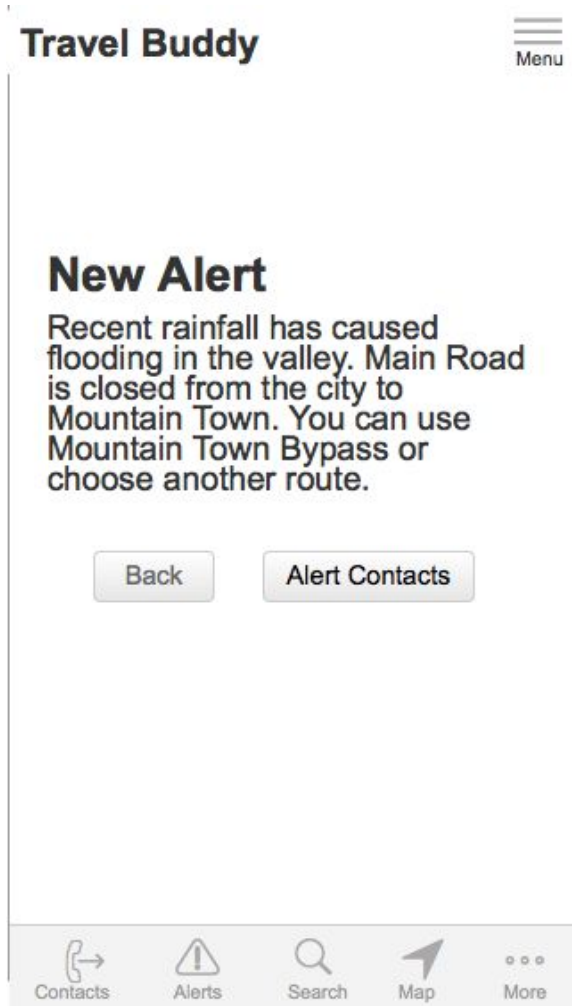 Travel Buddy
Menu
New Alert
Recent rainfall has caused
flooding in the valley. Main Road
is closed from the city to
Mountain Town. You can use
Mountain Town Bypass or
choose another route.
Back
Alert Contacts
Contacts
Alerts
Search
Map
More